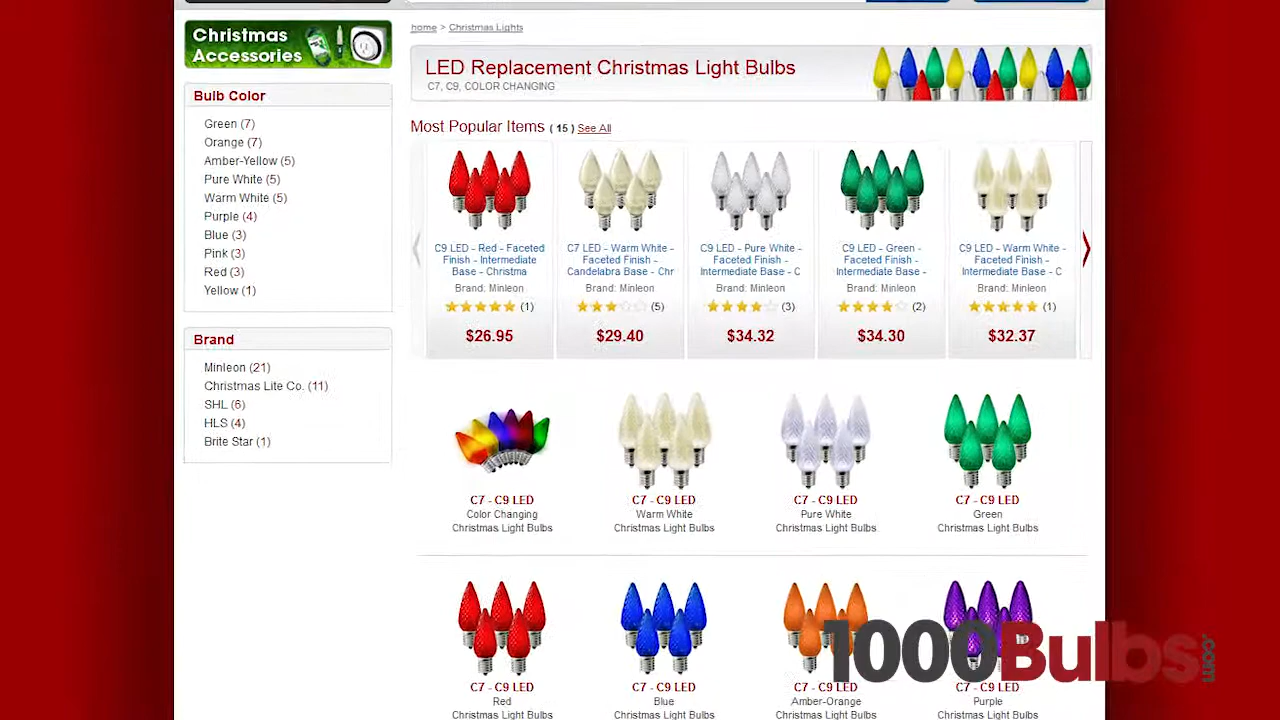 Christmas
Accessories
Bulb Color
Green (7)
Orange (7)
Amber-Yellow (5)
Pure White (5)
Warm White (5)
Purple (4)
Blue (3)
Pink (3)
Red (3)
Yellow (1)
Brand
Minleon (21)
Christmas Lite Co. (11)
SHL (6)
HLS (4)
Brite Star (1)
home > Christmas Lights
LED Replacement Christmas Light Bulbs
C7, C9, COLOR CHANGING
Most Popular Items ( 15 ) See All
C9 LED - Red - Faceted
Finish - Intermediate
Base - Christma
Brand: Minleon
(1)
$26.95
C7 LED - Warm White -
Faceted Finish -
Candelabra Base - Chr
Brand: Minleon
(5)
$29.40
C9 LED - Pure White -
Faceted Finish -
Intermediate Base - C
Brand: Minleon
(3)
$34.32
C9 LED - Green -
Faceted Finish -
Intermediate Base -
Brand: Minleon
(2)
$34.30
C9 LED - Warm White -
Faceted Finish -
Intermediate Base - C
Brand: Minleon
(1)
$32.37
C7 - C9 LED
Color Changing
Christmas Light Bulbs
C7 - C9 LED
Warm White
Christmas Light Bulbs
C7 - C9 LED
Pure White
Christmas Light Bulbs
C7 - C9 LED
Green
Christmas Light Bulbs
C7 - C9 LED
Red
Christmas Light Bulbs
C7 - C9 LED
Blue
Christmas Light Bulbs
C7 - C9 LED
Amber-Orange
Christmas Light Bulbs
C7 - C9 LED
Purple
Christmas Light Bulbs
1000Bulbs.com